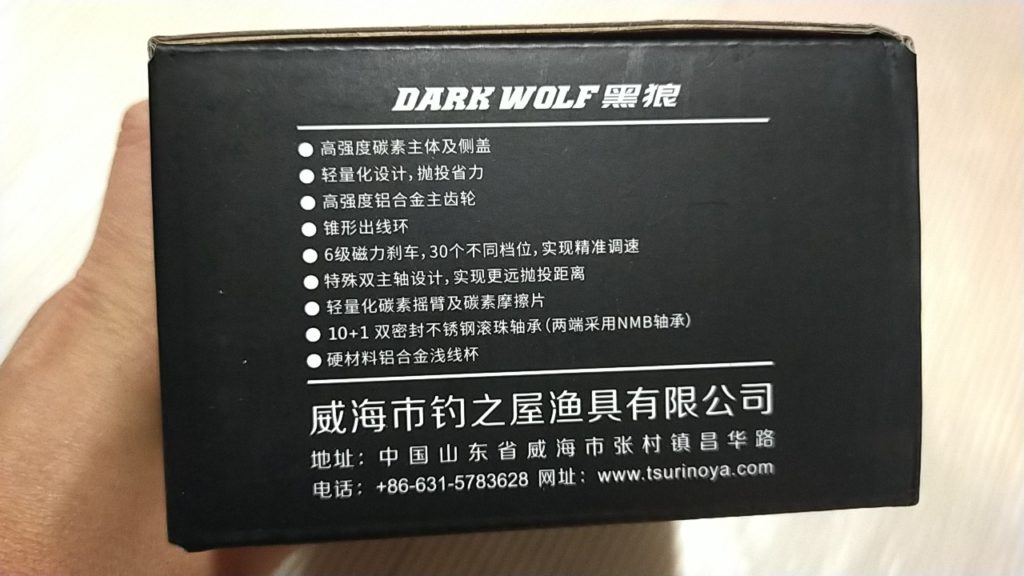 DARK WOLF 黑狼
● 高强度碳素主体及侧盖
● 轻量化设计,抛投省力
● 高强度铝合金主齿轮
● 锥形出线环
● 6级磁力刹车,30个不同档位,实现精准调速
● 特殊双主轴设计,实现更远抛投距离
● 轻量化碳素摇臂及碳素摩擦片
● 10+1 双密封不锈钢滚珠轴承(两端采用NMB轴承)
● 硬材料铝合金浅线杯
威海市钓之屋渔具有限公司
地址：中国山东省威海市张村镇昌华路
电话：+86-631-5783628 网址：www.tsurinoya.com